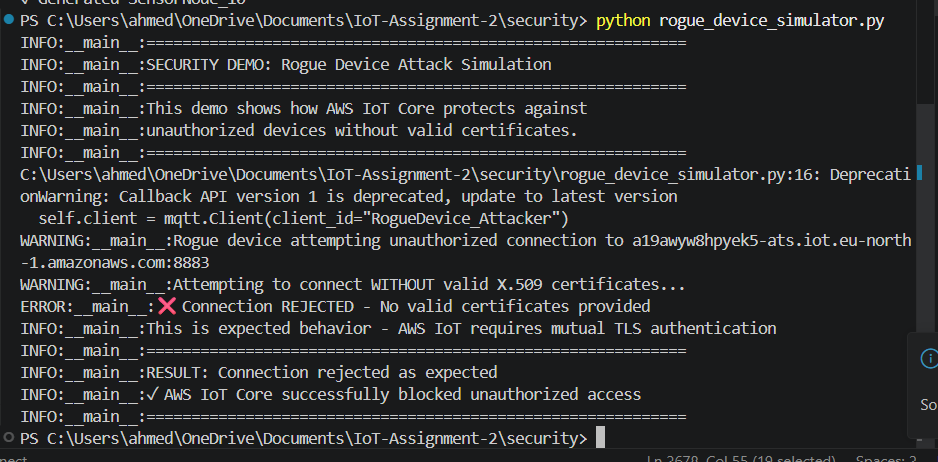 ✓ Generated SensorNode_10
PS C:\Users\ahmed\OneDrive\Documents\IoT-Assignment-2\security> python rogue_device_simulator.py
INFO:__main__:============================================================
INFO:__main__:SECURITY DEMO: Rogue Device Attack Simulation
INFO:__main__:============================================================
INFO:__main__:This demo shows how AWS IoT Core protects against
INFO:__main__:unauthorized devices without valid certificates.
INFO:__main__:============================================================
C:\Users\ahmed\OneDrive\Documents\IoT-Assignment-2\security\rogue_device_simulator.py:16: Deprecati
onWarning: Callback API version 1 is deprecated, update to latest version
  self.client = mqtt.Client(client_id="RogueDevice_Attacker")
WARNING:__main__:Rogue device attempting unauthorized connection to a19awyw8hpyek5-ats.iot.eu-north
-1.amazonaws.com:8883
WARNING:__main__:Attempting to connect WITHOUT valid X.509 certificates...
ERROR:__main__:❌ Connection REJECTED - No valid certificates provided
INFO:__main__:This is expected behavior - AWS IoT requires mutual TLS authentication
INFO:__main__:============================================================
INFO:__main__:RESULT: Connection rejected as expected
INFO:__main__:✓ AWS IoT Core successfully blocked unauthorized access
INFO:__main__:============================================================
So
PS C:\Users\ahmed\OneDrive\Documents\IoT-Assignment-2\security>
Ln 2678, Col 55 (19 selected) Spaces: 2